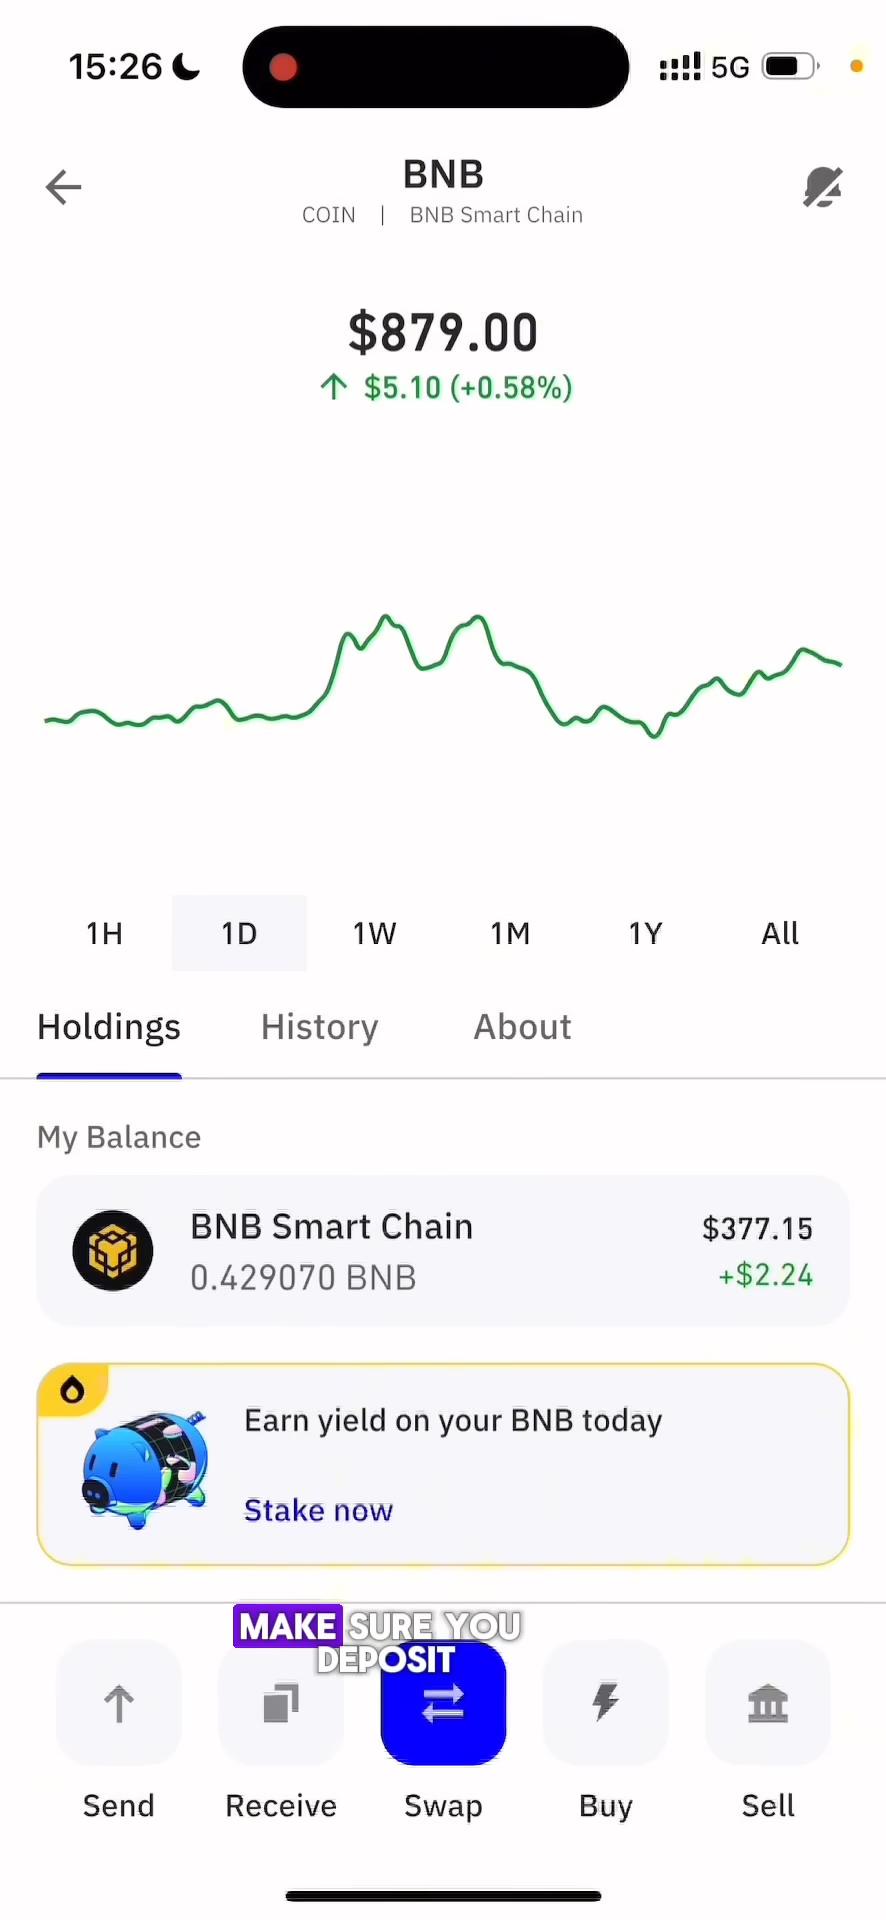 15:26
5G
BNB
COIN | BNB Smart Chain
$879.00
↑ $5.10 (+0.58%)
1H 1D 1W 1M 1Y All
Holdings History About
My Balance
BNB Smart Chain $377.15
0.429070 BNB +$2.24
Earn yield on your BNB today
Stake now
MAKE SURE YOU
DEPOSIT
Send Receive Swap Buy Sell